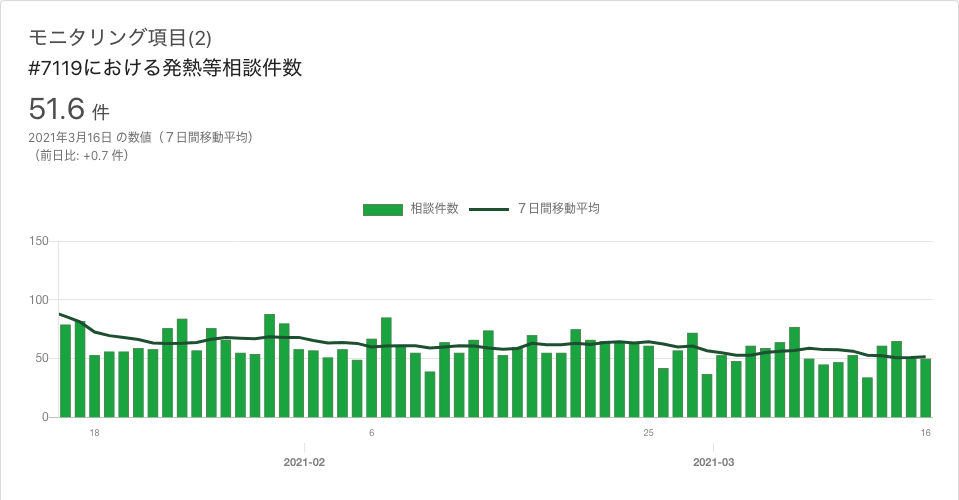 モニタリング項目(2)
#7119における発熱等相談件数
51.6 件
2021年3月16日 の数値（７日間移動平均）
（前日比: +0.7 件）
相談件数 ７日間移動平均
150
100
50
0
18 6 25 16
2021-02 2021-03